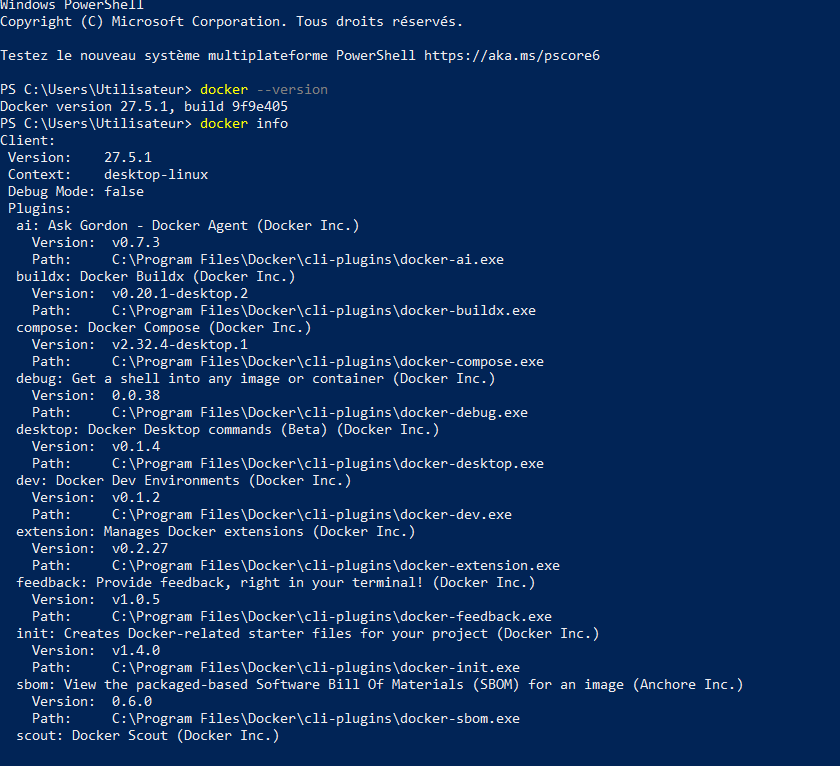 Windows PowerShell
Copyright (C) Microsoft Corporation. Tous droits réservés.
Testez le nouveau système multiplateforme PowerShell https://aka.ms/pscore6
PS C:\Users\Utilisateur> docker --version
Docker version 27.5.1, build 9f9e405
PS C:\Users\Utilisateur> docker info
Client:
 Version:    27.5.1
 Context:    desktop-linux
 Debug Mode: false
 Plugins:
  ai: Ask Gordon - Docker Agent (Docker Inc.)
    Version:  v0.7.3
    Path:     C:\Program Files\Docker\cli-plugins\docker-ai.exe
  buildx: Docker Buildx (Docker Inc.)
    Version:  v0.20.1-desktop.2
    Path:     C:\Program Files\Docker\cli-plugins\docker-buildx.exe
  compose: Docker Compose (Docker Inc.)
    Version:  v2.32.4-desktop.1
    Path:     C:\Program Files\Docker\cli-plugins\docker-compose.exe
  debug: Get a shell into any image or container (Docker Inc.)
    Version:  0.0.38
    Path:     C:\Program Files\Docker\cli-plugins\docker-debug.exe
  desktop: Docker Desktop commands (Beta) (Docker Inc.)
    Version:  v0.1.4
    Path:     C:\Program Files\Docker\cli-plugins\docker-desktop.exe
  dev: Docker Dev Environments (Docker Inc.)
    Version:  v0.1.2
    Path:     C:\Program Files\Docker\cli-plugins\docker-dev.exe
  extension: Manages Docker extensions (Docker Inc.)
    Version:  v0.2.27
    Path:     C:\Program Files\Docker\cli-plugins\docker-extension.exe
  feedback: Provide feedback, right in your terminal! (Docker Inc.)
    Version:  v1.0.5
    Path:     C:\Program Files\Docker\cli-plugins\docker-feedback.exe
  init: Creates Docker-related starter files for your project (Docker Inc.)
    Version:  v1.4.0
    Path:     C:\Program Files\Docker\cli-plugins\docker-init.exe
  sbom: View the packaged-based Software Bill Of Materials (SBOM) for an image (Anchore Inc.)
    Version:  0.6.0
    Path:     C:\Program Files\Docker\cli-plugins\docker-sbom.exe
  scout: Docker Scout (Docker Inc.)